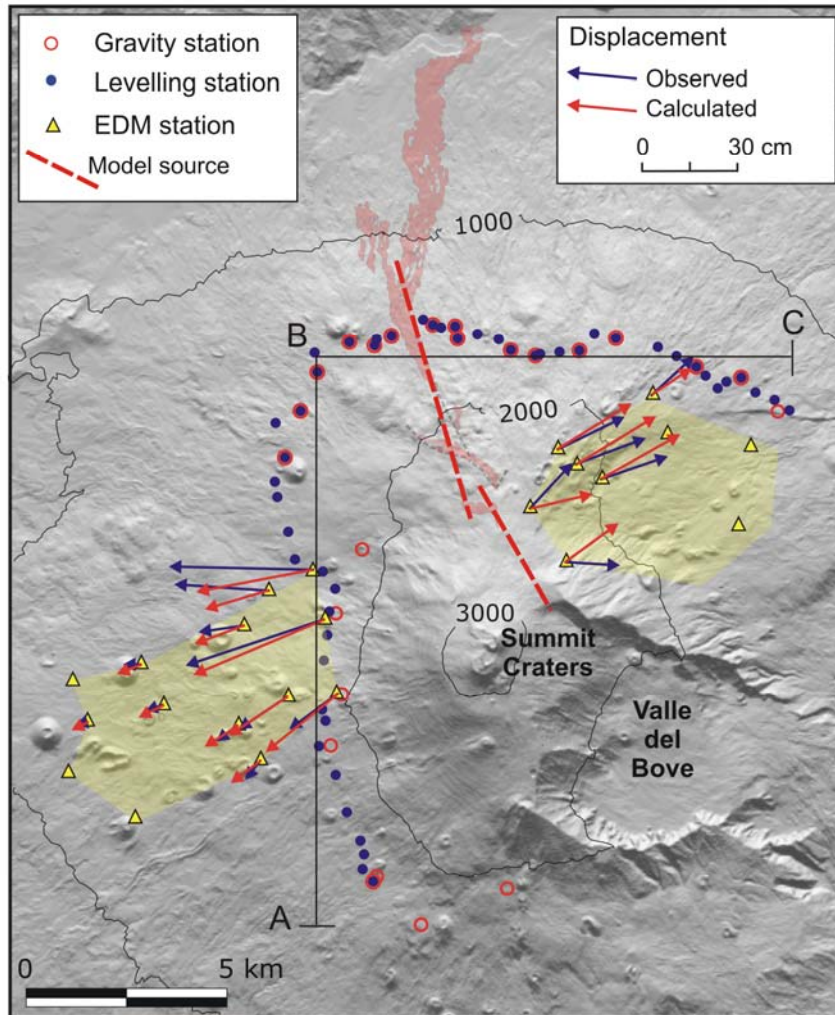 Gravity station
Levelling station
EDM station
Model source
Displacement
Observed
Calculated
0 30 cm
1000
B
C
2000
3000
Summit
Craters
Valle
del
Bove
A
0 5 km